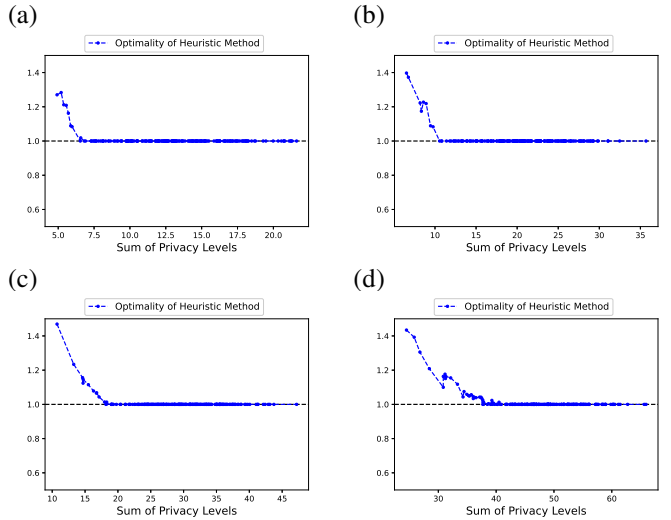 (a)
Optimality of Heuristic Method
1.4
1.2
1.0
0.8
0.6
5.0 7.5 10.0 12.5 15.0 17.5 20.0
Sum of Privacy Levels
(b)
Optimality of Heuristic Method
1.4
1.2
1.0
0.8
0.6
10 15 20 25 30 35
Sum of Privacy Levels
(c)
Optimality of Heuristic Method
1.4
1.2
1.0
0.8
0.6
10 15 20 25 30 35 40 45
Sum of Privacy Levels
(d)
Optimality of Heuristic Method
1.4
1.2
1.0
0.8
0.6
30 40 50 60
Sum of Privacy Levels